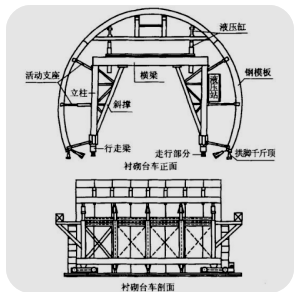 液压缸
活动支座
横梁
钢模板
立柱
斜撑
液压站
行走梁
走行部分
拱脚千斤顶
衬砌台车正面
衬砌台车剖面